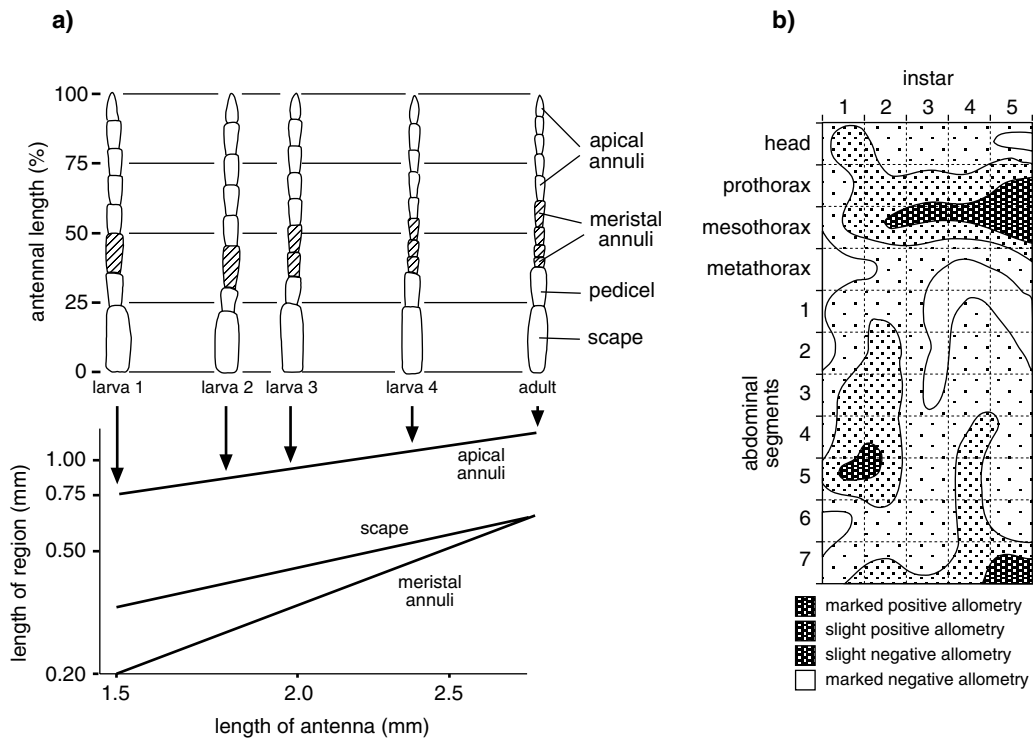 a)
antennal length (%)
100
75
50
25
0
apical
annuli
meristal
annuli
pedicel
scape
larva 1 larva 2 larva 3 larva 4 adult
length of region (mm)
1.00
0.75
0.50
0.20
apical
annuli
scape
meristal
annuli
1.5 2.0 2.5
length of antenna (mm)
b)
instar
1 2 3 4 5
head
prothorax
mesothorax
metathorax
abdominal
segments
1
2
3
4
5
6
7
marked positive allometry
slight positive allometry
slight negative allometry
marked negative allometry